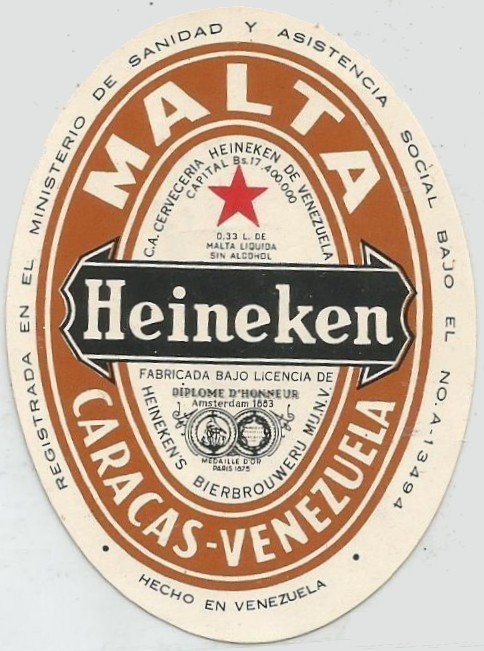 REGISTRADA EN EL MINISTERIO DE SANIDAD Y ASISTENCIA SOCIAL BAJO EL NO. A-13494
MALTA
C.A. CERVECERIA HEINEKEN DE VENEZUELA
CAPITAL Bs. 17.400.000
0,33 L. DE
MALTA LIQUIDA
SIN ALCOHOL
Heineken
FABRICADA BAJO LICENCIA DE
HEINEKEN'S BIERBROUWERIJ MIJ.N.V.
DIPLOME D'HONNEUR
Amsterdam 1883
MEDAILLE D'OR
PARIS 1875
CARACAS-VENEZUELA
HECHO EN VENEZUELA